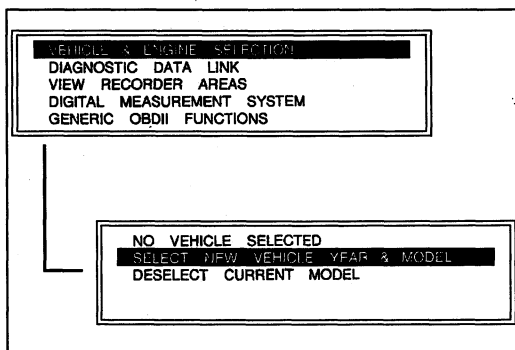 VEHICLE & ENGINE SELECTION
DIAGNOSTIC DATA LINK
VIEW RECORDER AREAS
DIGITAL MEASUREMENT SYSTEM
GENERIC OBDII FUNCTIONS
NO VEHICLE SELECTED
SELECT NEW VEHICLE YEAR & MODEL
DESELECT CURRENT MODEL